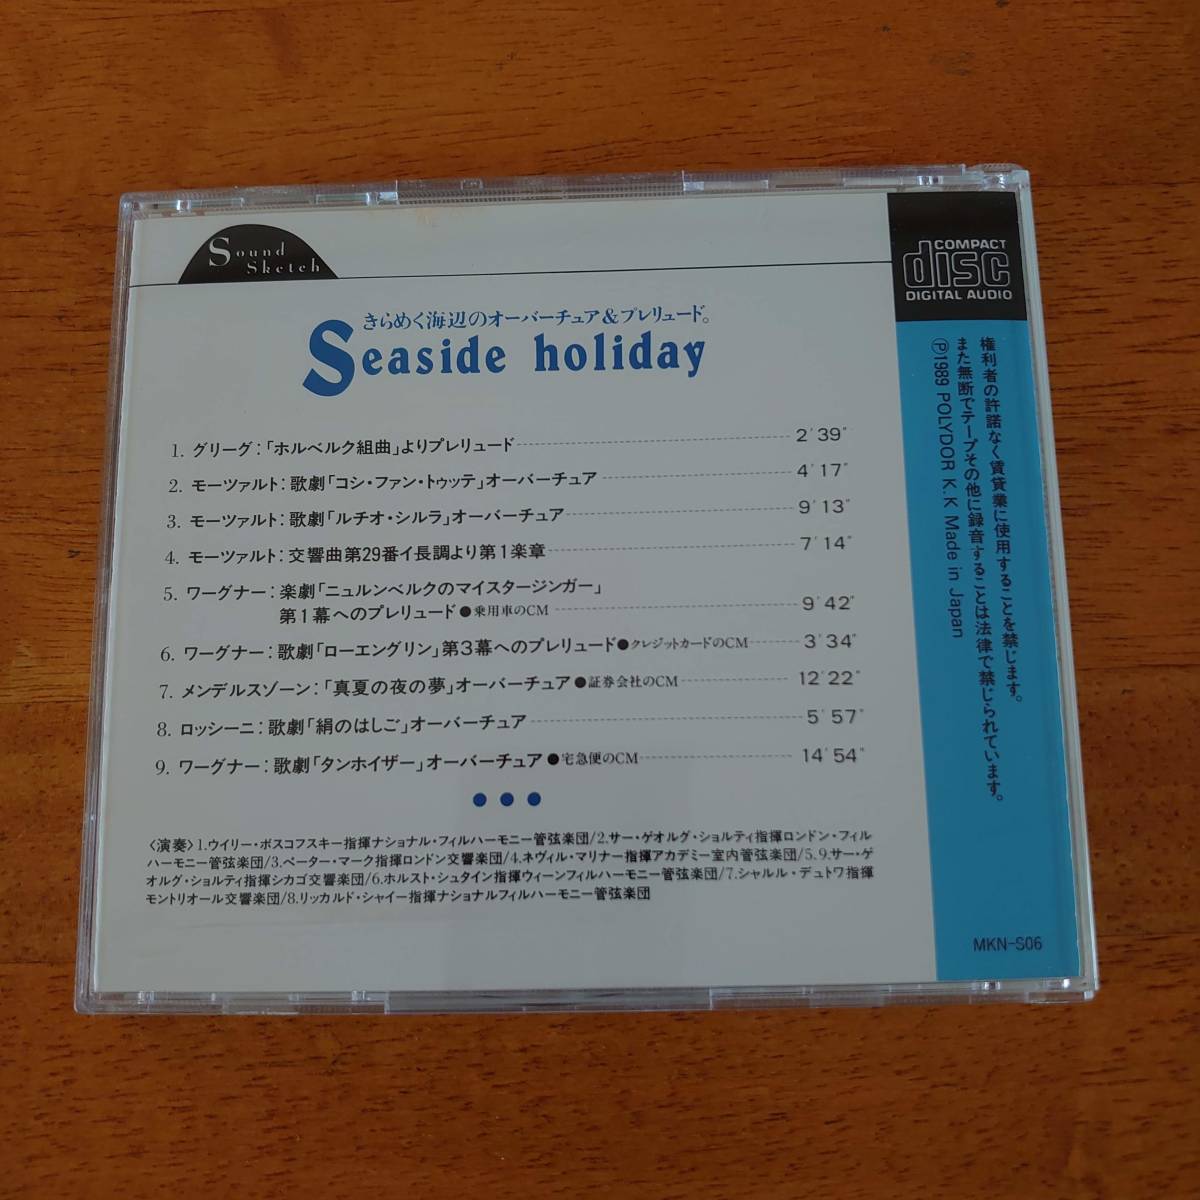 Sound
Sketch
きらめく海辺のオーバーチュア&プレリュード。
Seaside holiday
1. グリーグ:「ホルベルク組曲」よりプレリュード 2′39″
2. モーツァルト:歌劇「コシ・ファン・トゥッテ」オーバーチュア 4′17″
3. モーツァルト:歌劇「ルチオ・シルラ」オーバーチュア 9′13″
4. モーツァルト:交響曲第29番イ長調より第1楽章 7′14″
5. ワーグナー:楽劇「ニュルンベルクのマイスタージンガー」
第1幕へのプレリュード●乗用車のCM 9′42″
6. ワーグナー:歌劇「ローエングリン」第3幕へのプレリュード●クレジットカードのCM 3′34″
7. メンデルスゾーン:「真夏の夜の夢」オーバーチュア●証券会社のCM 12′22″
8. ロッシーニ:歌劇「絹のはしご」オーバーチュア 5′57″
9. ワーグナー:歌劇「タンホイザー」オーバーチュア●宅急便のCM 14′54″
〈演奏〉1.ウイリー・ボスコフスキー指揮ナショナル・フィルハーモニー管弦楽団/2.サー・ゲオルグ・ショルティ指揮ロンドン・フィル
ハーモニー管弦楽団/3.ペーター・マーク指揮ロンドン交響楽団/4.ネヴィル・マリナー指揮アカデミー室内管弦楽団/5.9.サー・ゲ
オルグ・ショルティ指揮シカゴ交響楽団/6.ホルスト・シュタイン指揮ウィーンフィルハーモニー管弦楽団/7.シャルル・デュトワ指揮
モントリオール交響楽団/8.リッカルド・シャイー指揮ナショナルフィルハーモニー管弦楽団
COMPACT
disc
DIGITAL AUDIO
権利者の許諾なく賃貸業に使用することを禁じます。
また無断でテープその他に録音することは法律で禁じられています。
Ⓟ1989 POLYDOR K.K Made in Japan
MKN-S06